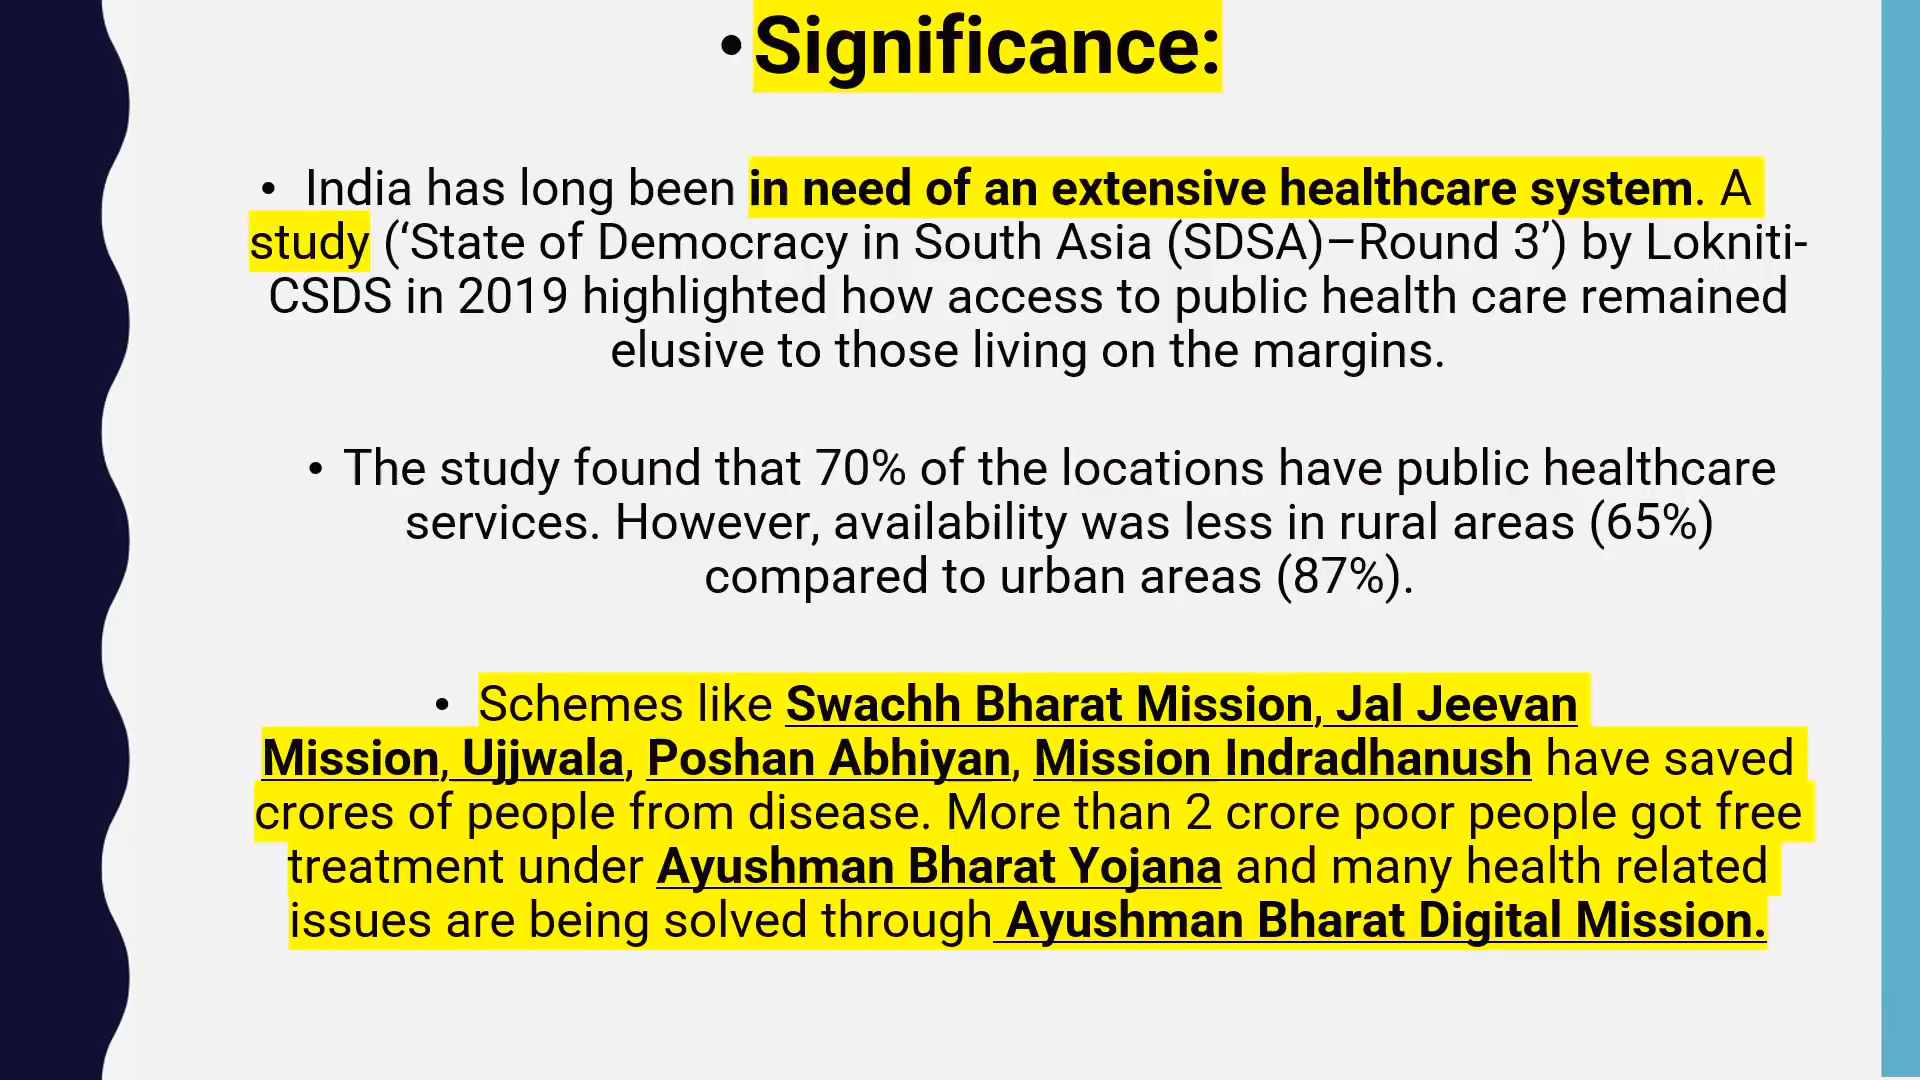 • Significance:
• India has long been in need of an extensive healthcare system. A
study (‘State of Democracy in South Asia (SDSA)–Round 3’) by Lokniti-
CSDS in 2019 highlighted how access to public health care remained
elusive to those living on the margins.
• The study found that 70% of the locations have public healthcare
services. However, availability was less in rural areas (65%)
compared to urban areas (87%).
• Schemes like Swachh Bharat Mission, Jal Jeevan
Mission, Ujjwala, Poshan Abhiyan, Mission Indradhanush have saved
crores of people from disease. More than 2 crore poor people got free
treatment under Ayushman Bharat Yojana and many health related
issues are being solved through Ayushman Bharat Digital Mission.